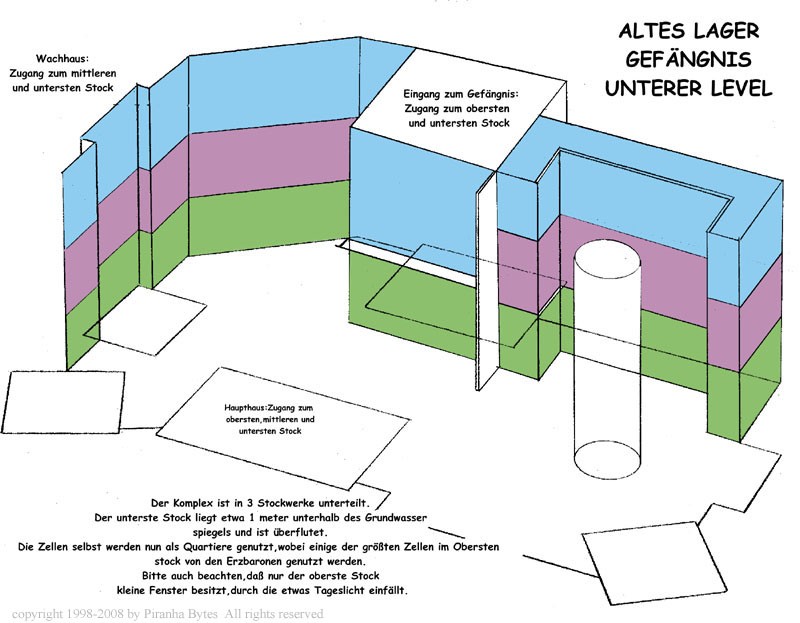 ALTES LAGER
GEFÄNGNIS
UNTERER LEVEL
Wachhaus:
Zugang zum mittleren
und untersten Stock
Eingang zum Gefängnis:
Zugang zum obersten
und untersten Stock
Haupthaus:Zugang zum
obersten,mittleren und
untersten Stock
Der Komplex ist in 3 Stockwerke unterteilt.
Der unterste Stock liegt etwa 1 meter unterhalb des Grundwasser
spiegels und ist überflutet.
Die Zellen selbst werden nun als Quartiere genutzt,wobei einige der größten Zellen im Obersten
stock von den Erzbaronen genutzt werden.
Bitte auch beachten,daß nur der oberste Stock
kleine Fenster besitzt,durch die etwas Tageslicht einfällt.
copyright 1998-2008 by Piranha Bytes All rights reserved